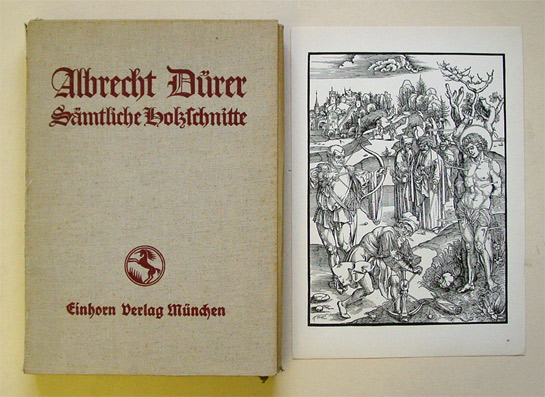 Albrecht Dürer
Sämtliche Holzschnitte
Einhorn Verlag München